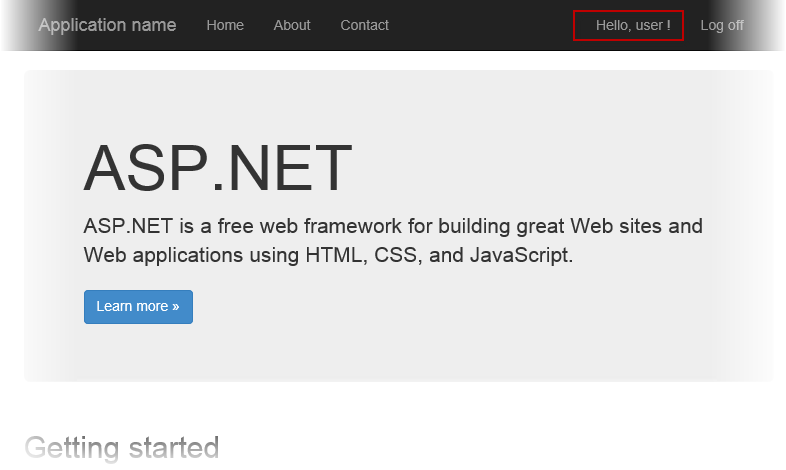 Application name Home About Contact Hello, user ! Log off
ASP.NET
ASP.NET is a free web framework for building great Web sites and
Web applications using HTML, CSS, and JavaScript.
Learn more »
Getting started